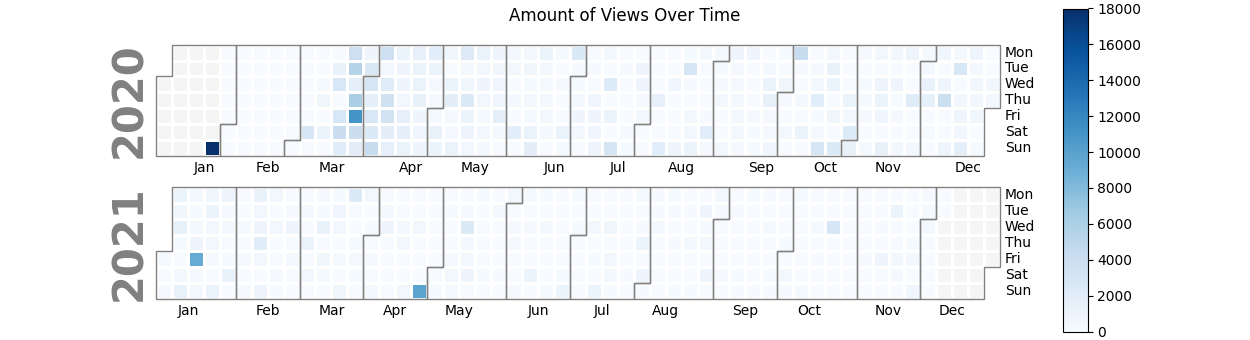 Amount of Views Over Time
2020
Mon
Tue
Wed
Thu
Fri
Sat
Sun
Jan Feb Mar Apr May Jun Jul Aug Sep Oct Nov Dec
2021
Mon
Tue
Wed
Thu
Fri
Sat
Sun
Jan Feb Mar Apr May Jun Jul Aug Sep Oct Nov Dec
18000
16000
14000
12000
10000
8000
6000
4000
2000
0